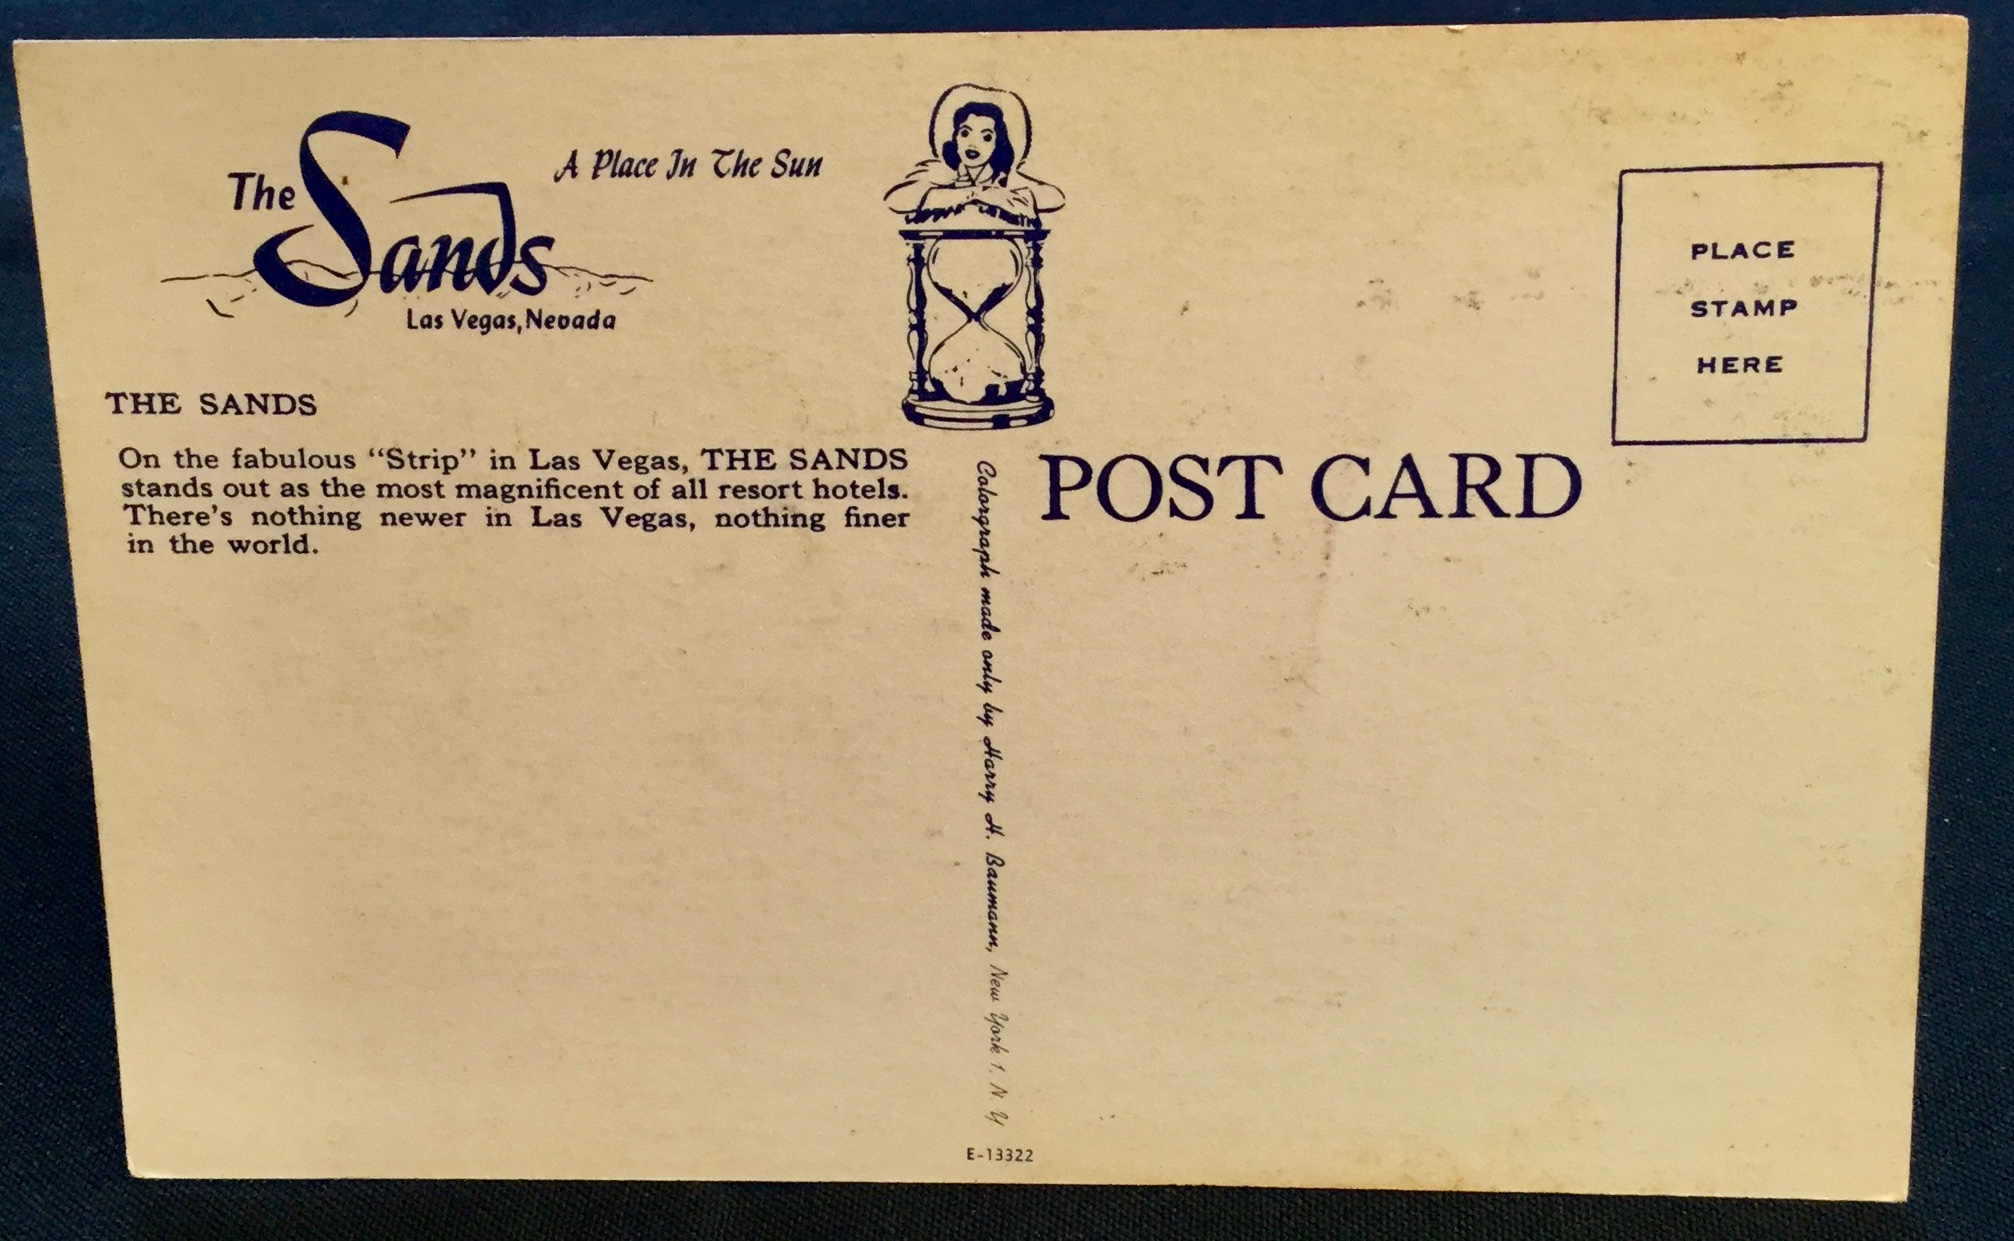 The Sands
A Place In The Sun
Las Vegas, Nevada
THE SANDS
On the fabulous “Strip” in Las Vegas, THE SANDS
stands out as the most magnificent of all resort hotels.
There's nothing newer in Las Vegas, nothing finer
in the world.
Colorgraph made only by Harry H. Baumann, New York 1, N. Y
E-13322
POST CARD
PLACE
STAMP
HERE